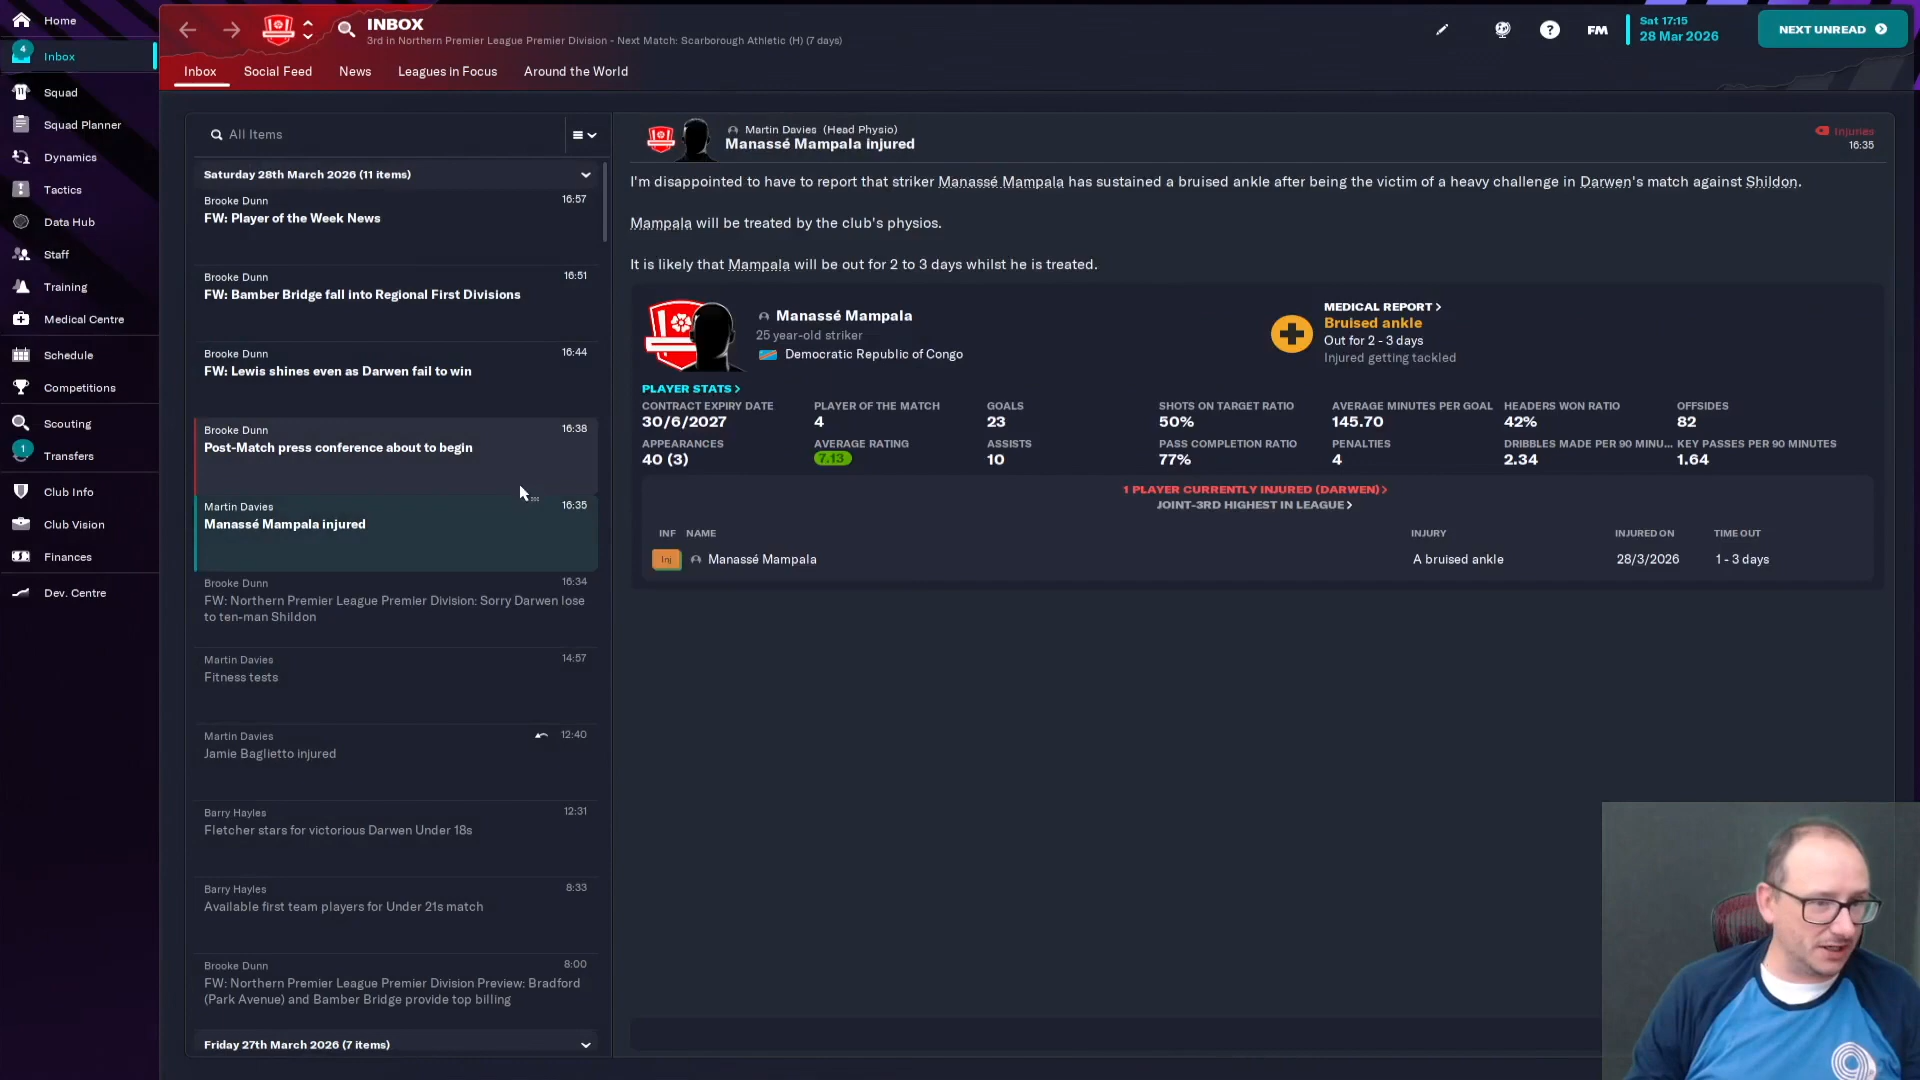 Home
4
Inbox
Squad
Squad Planner
Dynamics
Tactics
Data Hub
Staff
Training
Medical Centre
Schedule
Competitions
Scouting
1
Transfers
Club Info
Club Vision
Finances
Dev. Centre
INBOX
3rd in Northern Premier League Premier Division - Next Match: Scarborough Athletic (H) (7 days)
FM
Sat 17:15
28 Mar 2026
NEXT UNREAD
Inbox
Social Feed
News
Leagues in Focus
Around the World
All Items
Saturday 28th March 2026 (11 items)
Brooke Dunn 16:57
FW: Player of the Week News
Brooke Dunn 16:51
FW: Bamber Bridge fall into Regional First Divisions
Brooke Dunn 16:44
FW: Lewis shines even as Darwen fail to win
Brooke Dunn 16:38
Post-Match press conference about to begin
Martin Davies 16:35
Manassé Mampala injured
Brooke Dunn 16:34
FW: Northern Premier League Premier Division: Sorry Darwen lose
to ten-man Shildon
Martin Davies 14:57
Fitness tests
Martin Davies 12:40
Jamie Baglietto injured
Barry Hayles 12:31
Fletcher stars for victorious Darwen Under 18s
Barry Hayles 8:33
Available first team players for Under 21s match
Brooke Dunn 8:00
FW: Northern Premier League Premier Division Preview: Bradford
(Park Avenue) and Bamber Bridge provide top billing
Friday 27th March 2026 (7 items)
Martin Davies (Head Physio)
Manassé Mampala injured
Injuries
16:35
I'm disappointed to have to report that striker Manassé Mampala has sustained a bruised ankle after being the victim of a heavy challenge in Darwen's match against Shildon.
Mampala will be treated by the club's physios.
It is likely that Mampala will be out for 2 to 3 days whilst he is treated.
Manassé Mampala
25 year-old striker
Democratic Republic of Congo
MEDICAL REPORT >
Bruised ankle
Out for 2 - 3 days
Injured getting tackled
PLAYER STATS >
CONTRACT EXPIRY DATE PLAYER OF THE MATCH GOALS SHOTS ON TARGET RATIO AVERAGE MINUTES PER GOAL HEADERS WON RATIO OFFSIDES
30/6/2027 4 23 50% 145.70 42% 82
APPEARANCES AVERAGE RATING ASSISTS PASS COMPLETION RATIO PENALTIES DRIBBLES MADE PER 90 MINU... KEY PASSES PER 90 MINUTES
40 (3) 7.13 10 77% 4 2.34 1.64
1 PLAYER CURRENTLY INJURED (DARWEN) >
JOINT-3RD HIGHEST IN LEAGUE >
INF NAME INJURY INJURED ON TIME OUT
Inj Manassé Mampala A bruised ankle 28/3/2026 1 - 3 days